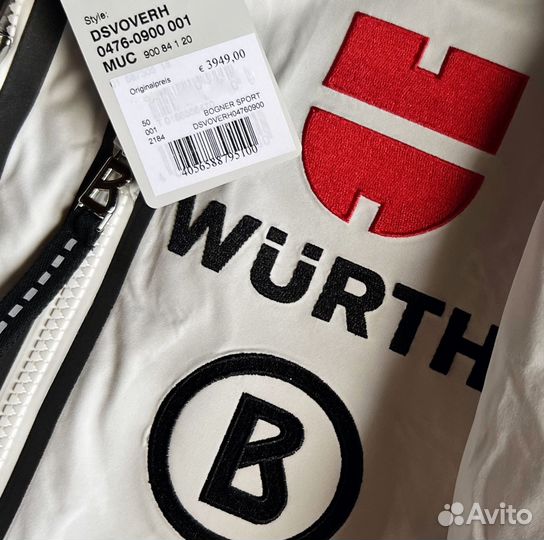 Style:
DSVOVERH
0476-0900 001
MUC 900 84 1 20
Originalpreis
€ 3949,00
50
001
2184
BOGNER SPORT
DSVOVERH04760900
4056588795100
WÜRTH
B
Avito